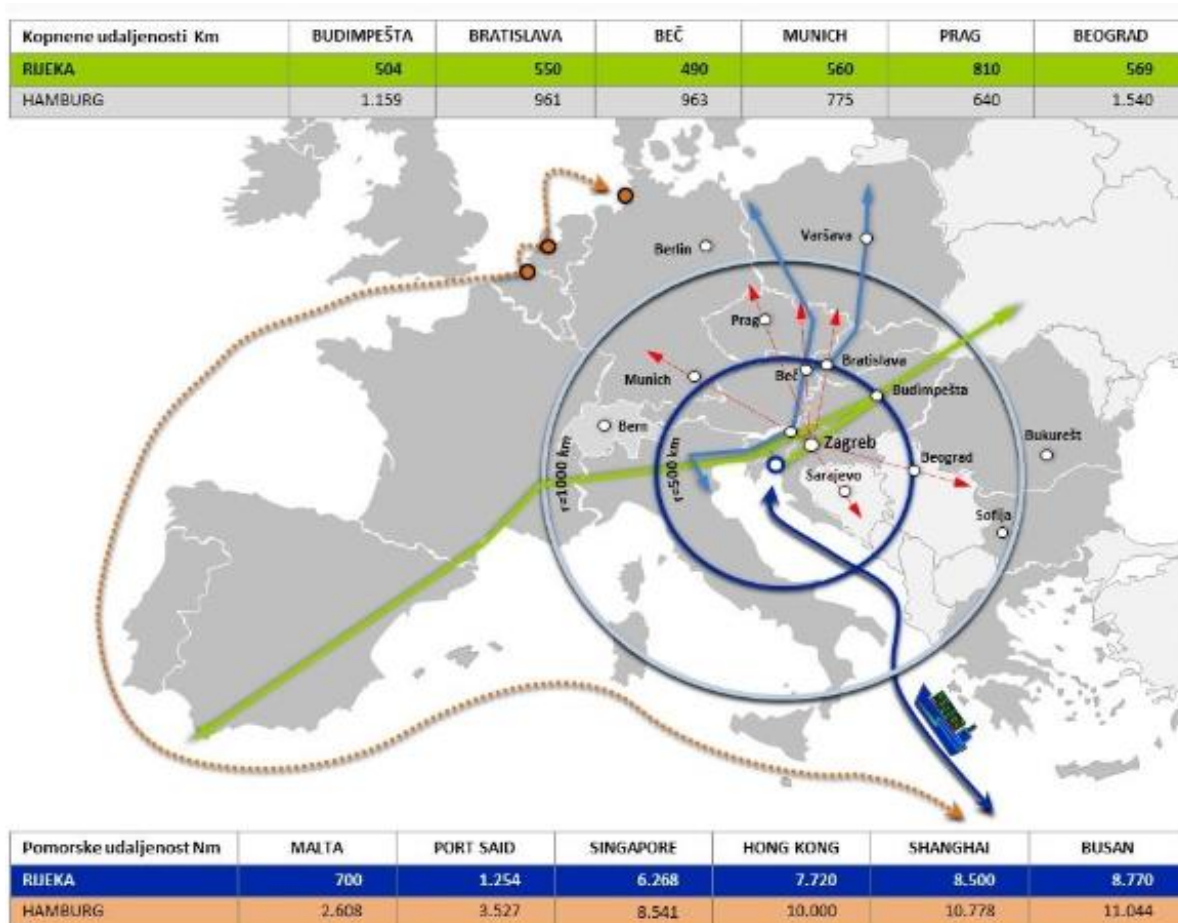 Kopnene udaljenosti Km BUDIMPEŠTA BRATISLAVA BEČ MUNICH PRAG BEOGRAD
RIJEKA 504 550 490 560 810 569
HAMBURG 1.159 961 963 775 640 1.540
Varšava
Berlin
Prag
Bratislava
Beč
Munich
Budimpešta
Bern
Zagreb
Bukurešt
Beograd
r=1000 km
r=500 km
Sarajevo
Sofija
Pomorske udaljenost Nm MALTA PORT SAID SINGAPORE HONG KONG SHANGHAI BUSAN
RIJEKA 700 1.254 6.268 7.720 8.500 8.770
HAMBURG 2.608 3.527 8.541 10.000 10.778 11.044